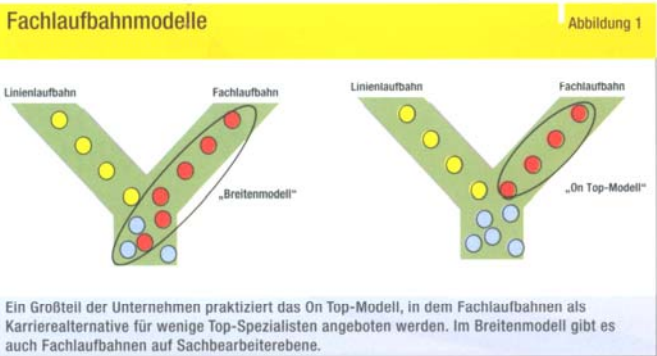 Fachlaufbahnmodelle
Abbildung 1
Linienlaufbahn
Fachlaufbahn
„Breitenmodell“
Linienlaufbahn
Fachlaufbahn
„On Top-Modell“
Ein Großteil der Unternehmen praktiziert das On Top-Modell, in dem Fachlaufbahnen als
Karrierealternative für wenige Top-Spezialisten angeboten werden. Im Breitenmodell gibt es
auch Fachlaufbahnen auf Sachbearbeiterebene.